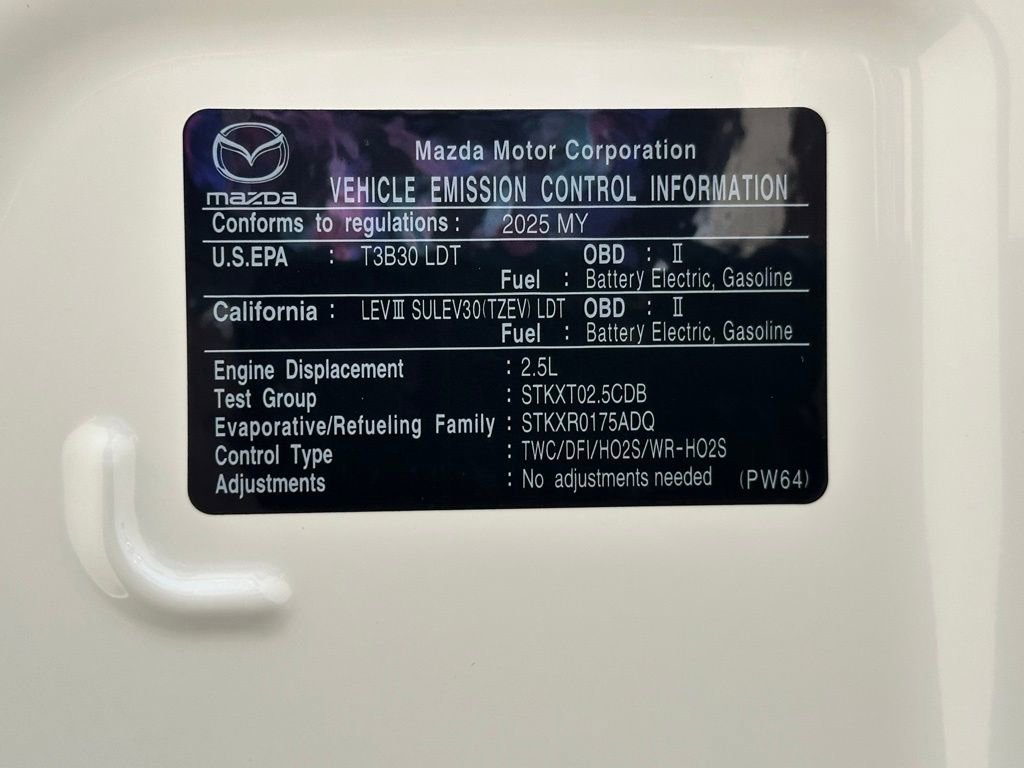 mazda
Mazda Motor Corporation
VEHICLE EMISSION CONTROL INFORMATION
Conforms to regulations : 2025 MY
U.S.EPA : T3B30 LDT OBD : II
Fuel : Battery Electric, Gasoline
California : LEVIII SULEV30(TZEV) LDT OBD : II
Fuel : Battery Electric, Gasoline
Engine Displacement : 2.5L
Test Group : STKXT02.5CDB
Evaporative/Refueling Family : STKXR0175ADQ
Control Type : TWC/DFI/HO2S/WR-HO2S
Adjustments : No adjustments needed (PW64)